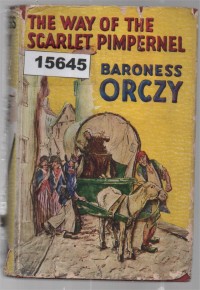 THE WAY OF THE
SCARLET PIMPERNEL
15645
BARONESS
ORCZY